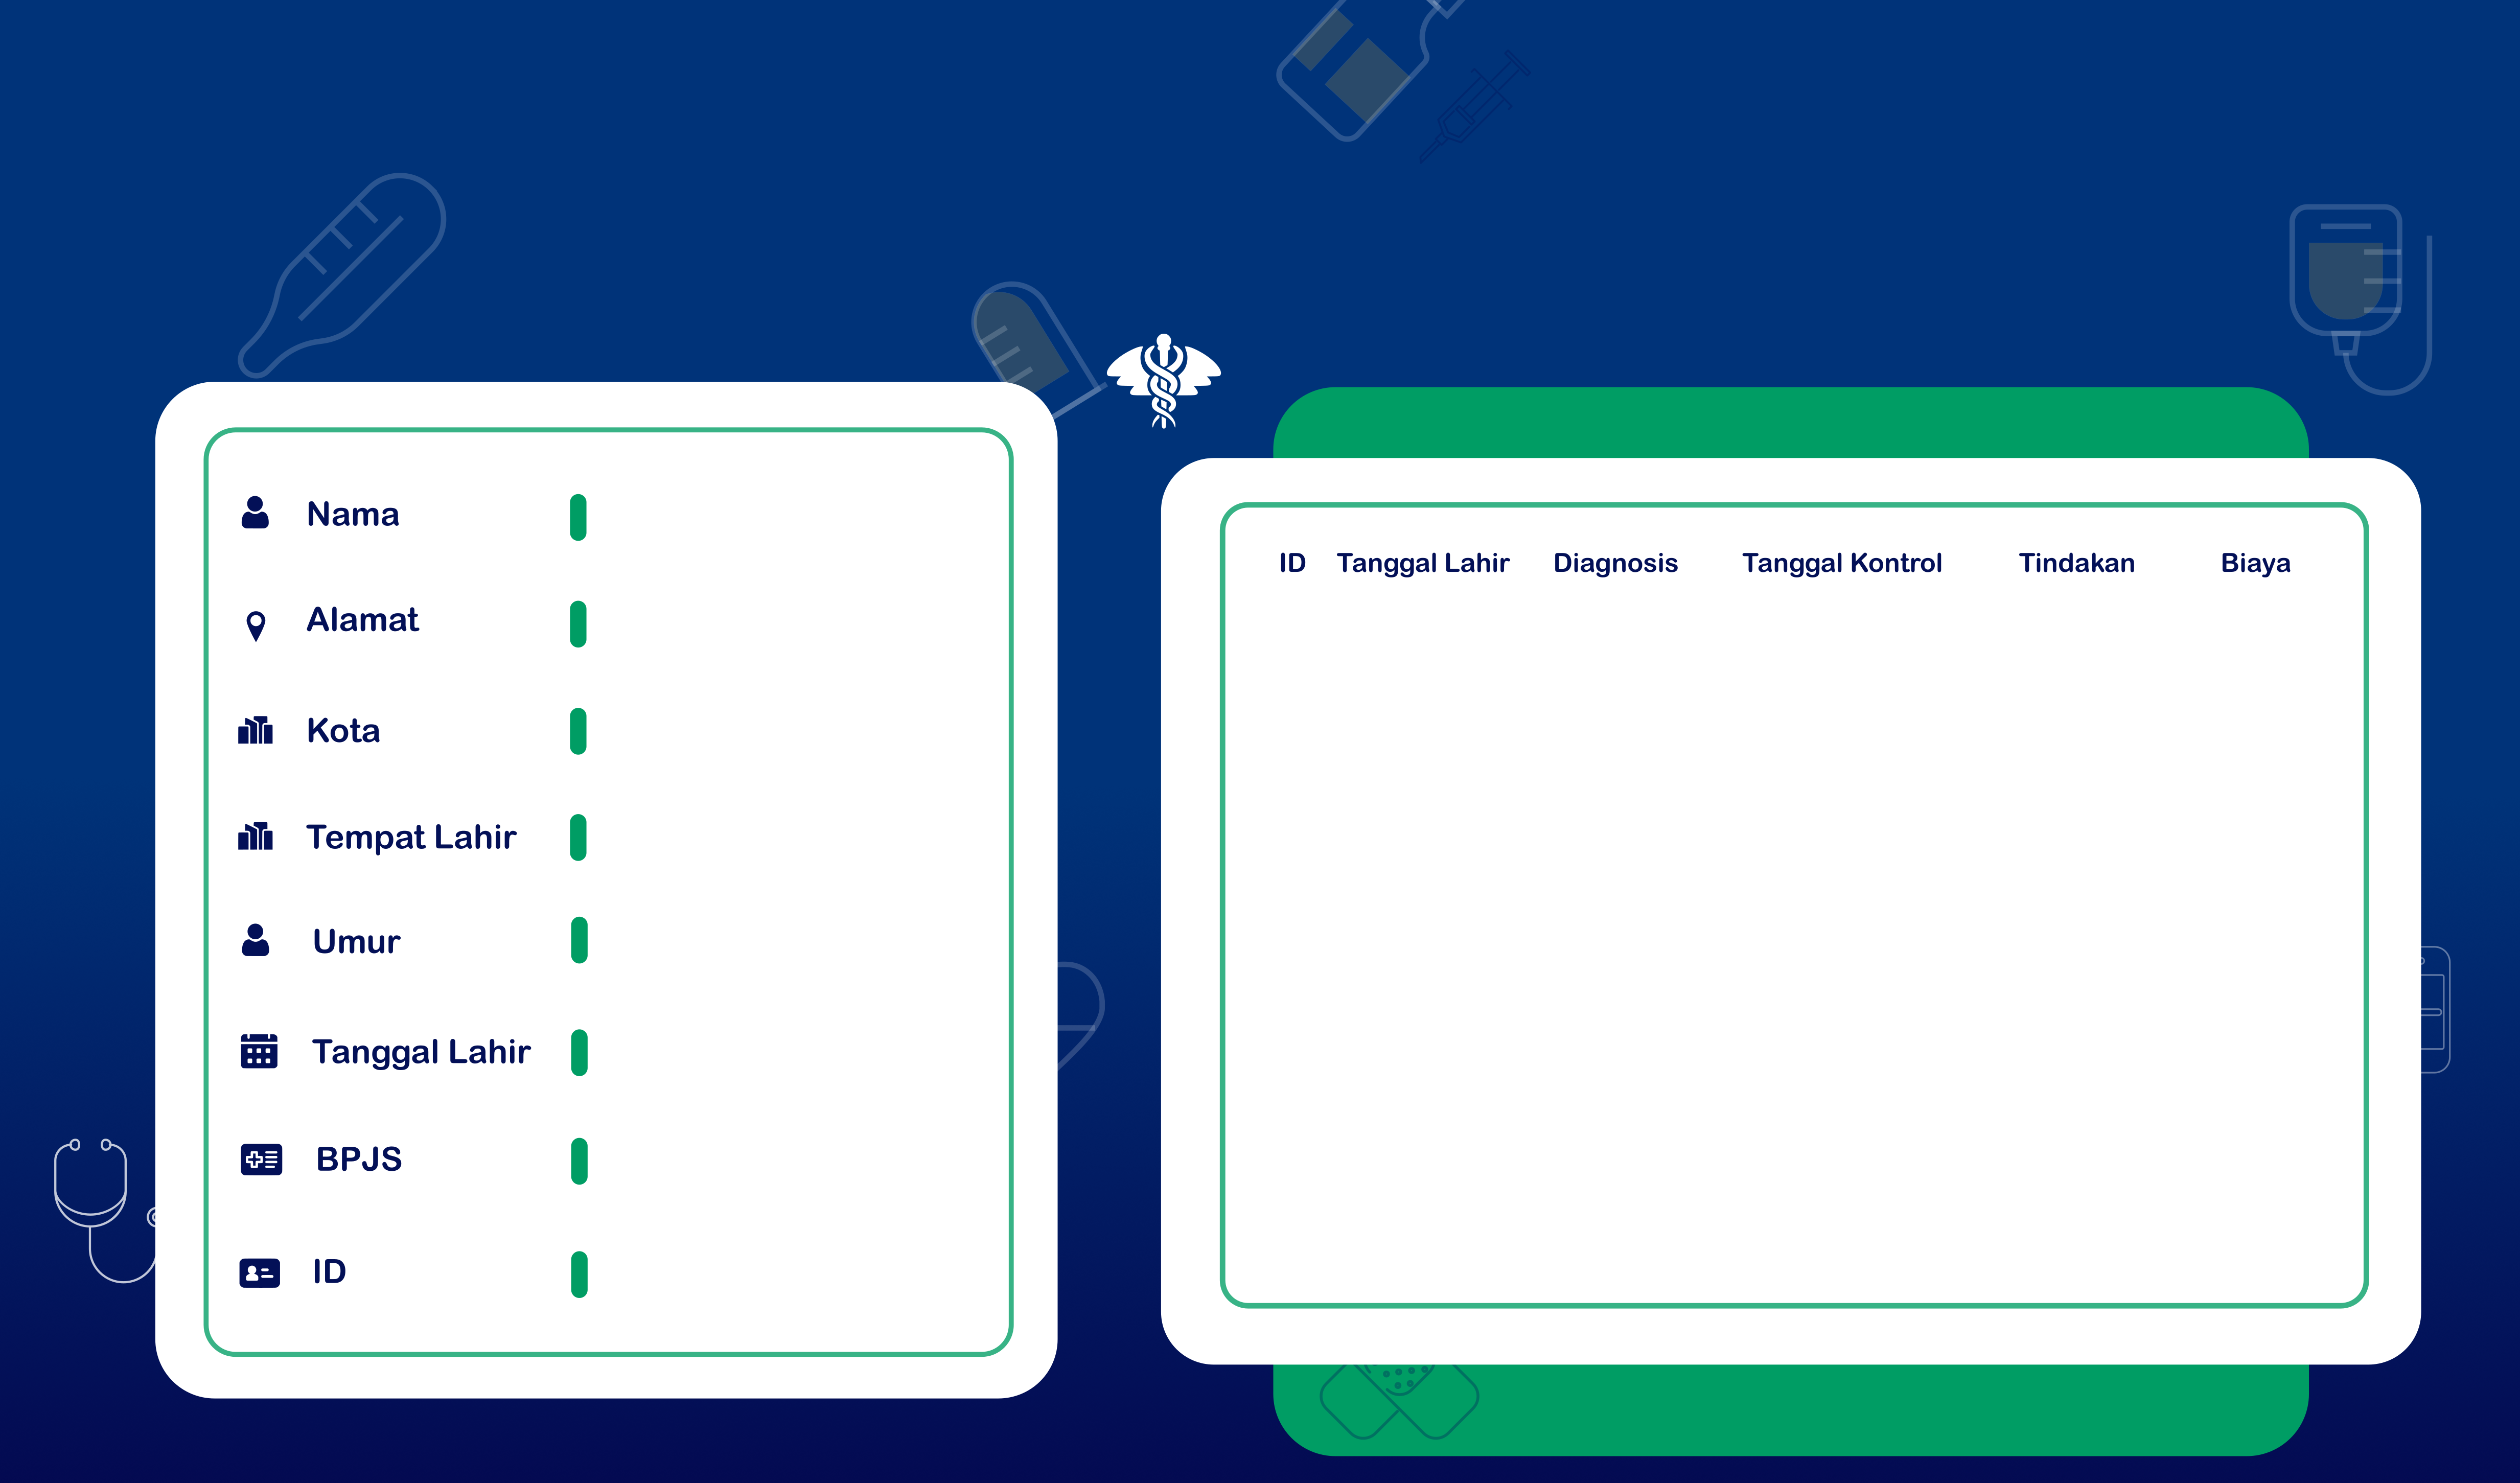 Nama
Alamat
Kota
Tempat Lahir
Umur
Tanggal Lahir
BPJS
ID
ID Tanggal Lahir Diagnosis Tanggal Kontrol Tindakan Biaya